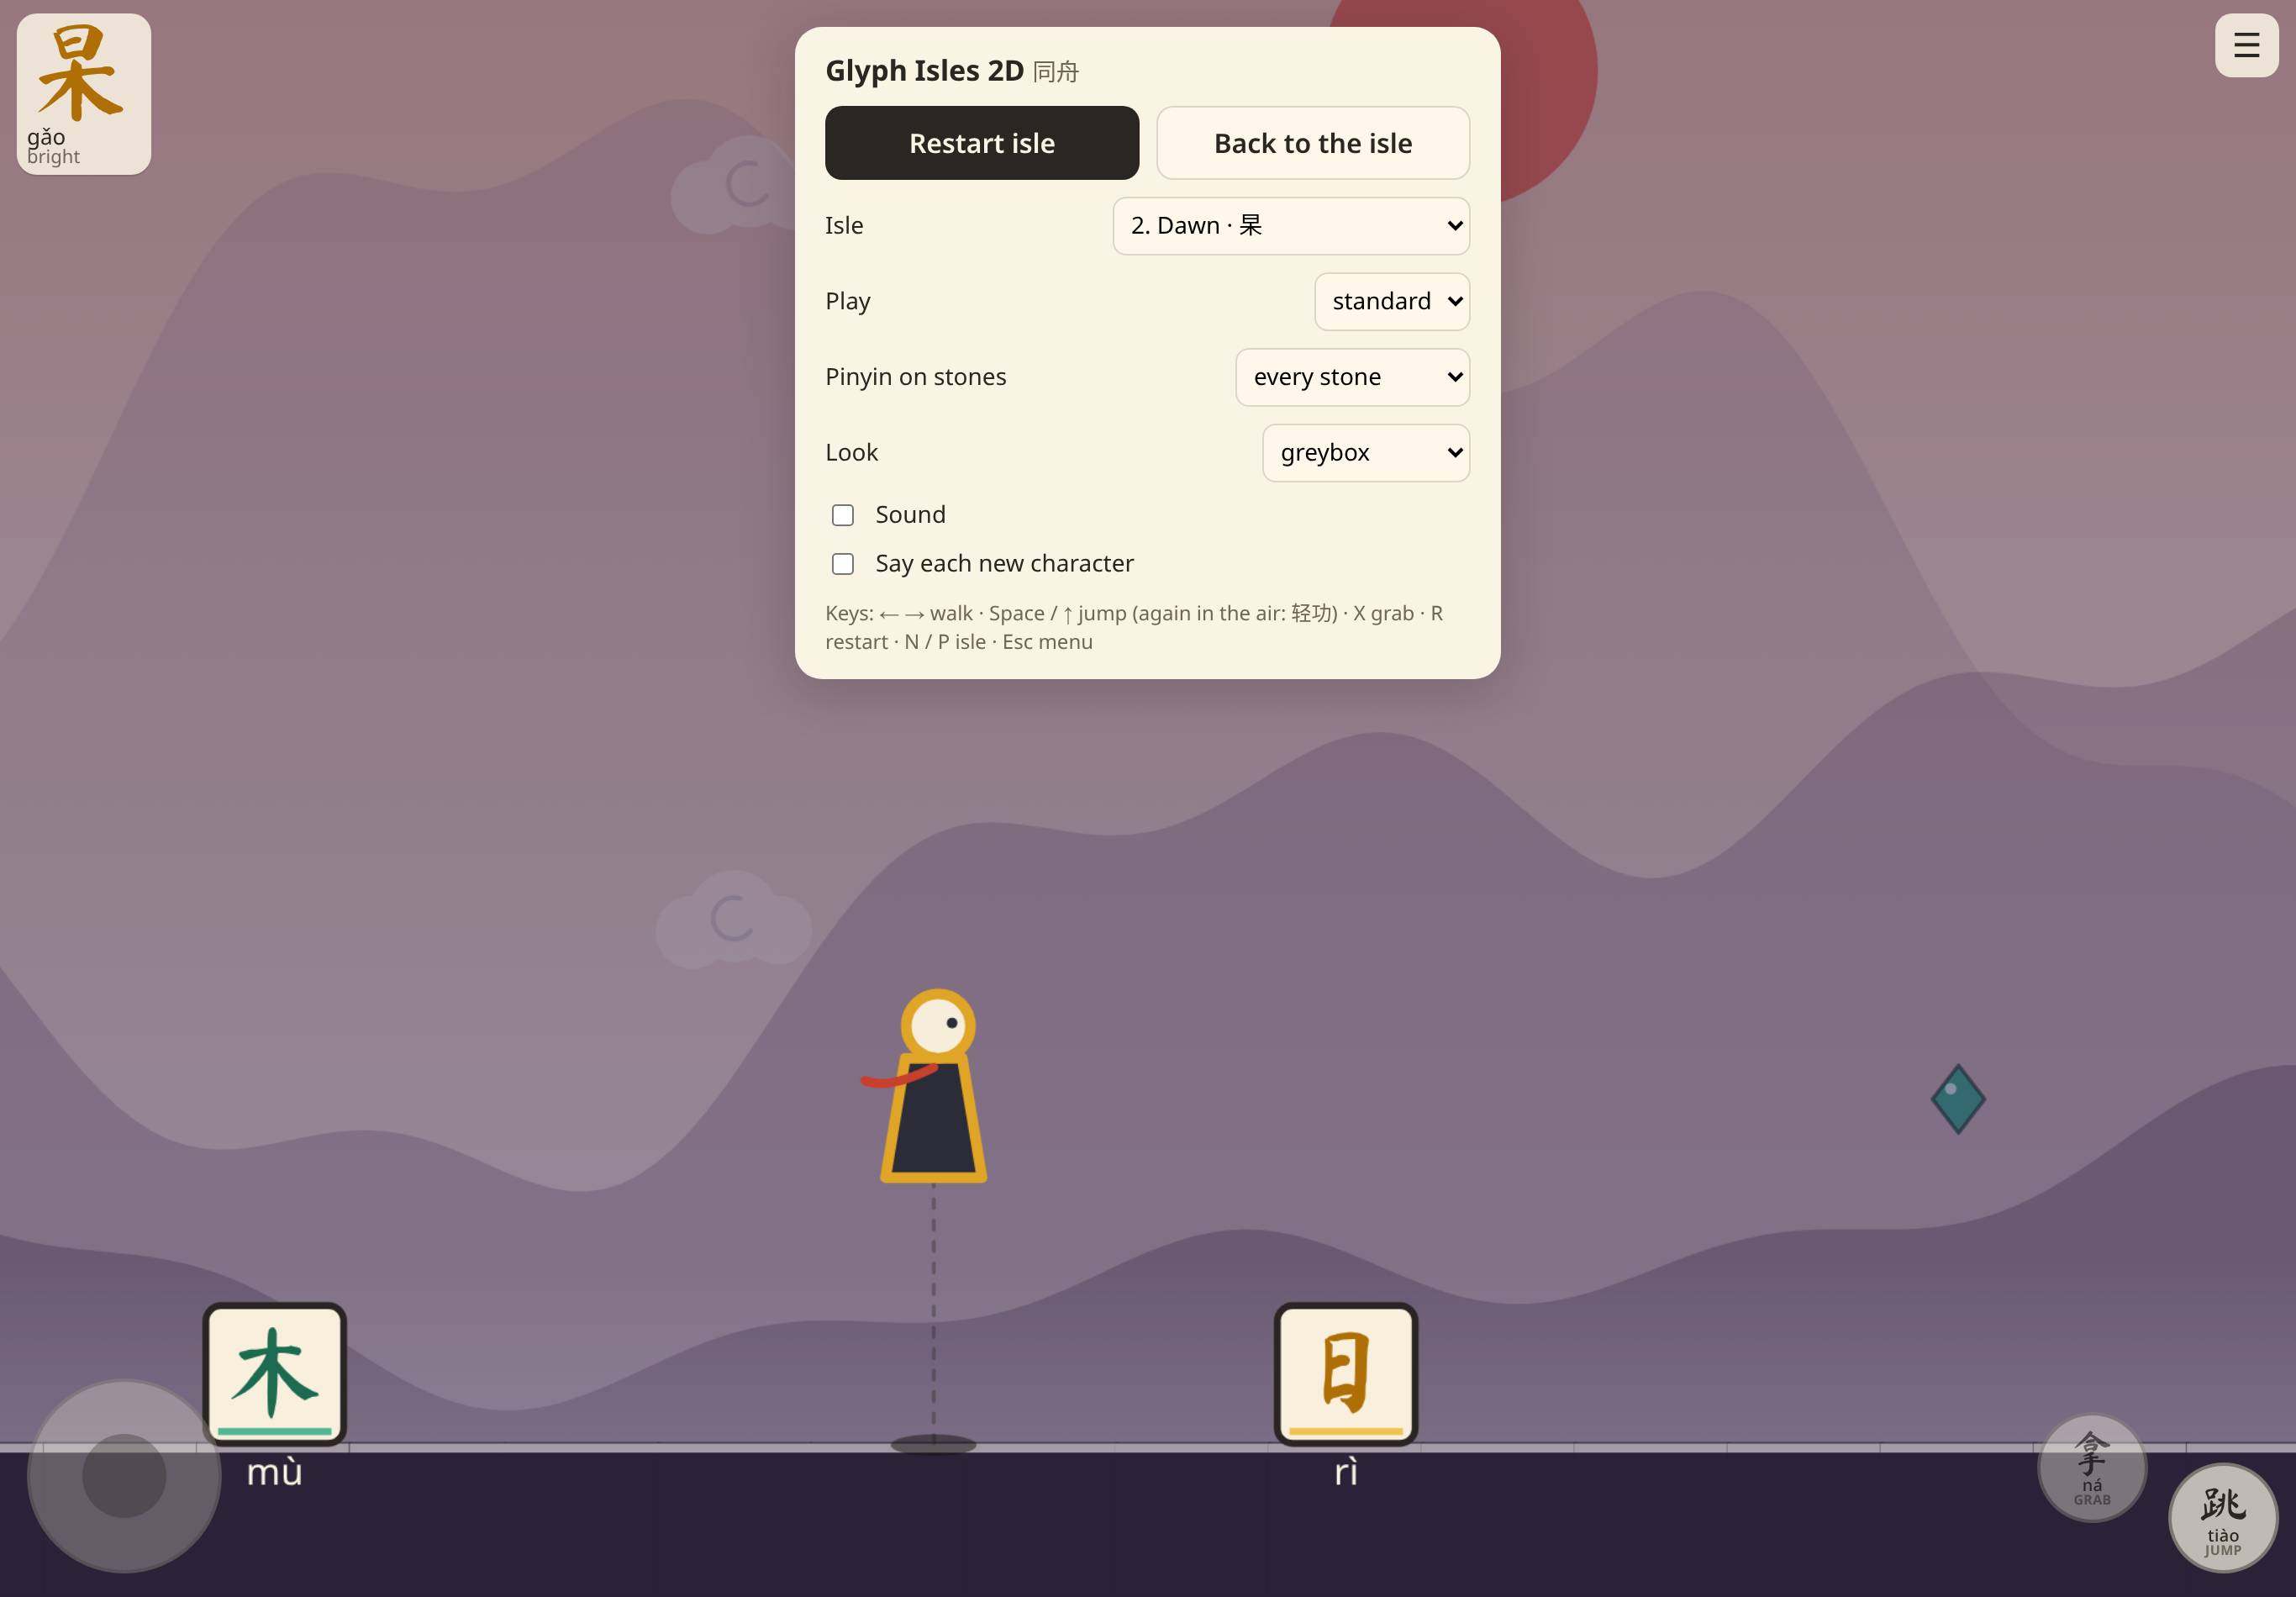 杲
gǎo
bright
☰
Glyph Isles 2D 同舟
Restart isle
Back to the isle
Isle
2. Dawn · 杲
Play
standard
Pinyin on stones
every stone
Look
greybox
Sound
Say each new character
Keys: ←→ walk · Space / ↑ jump (again in the air: 轻功) · X grab · R
restart · N / P isle · Esc menu
木
mù
日
rì
拿
ná
GRAB
跳
tiào
JUMP